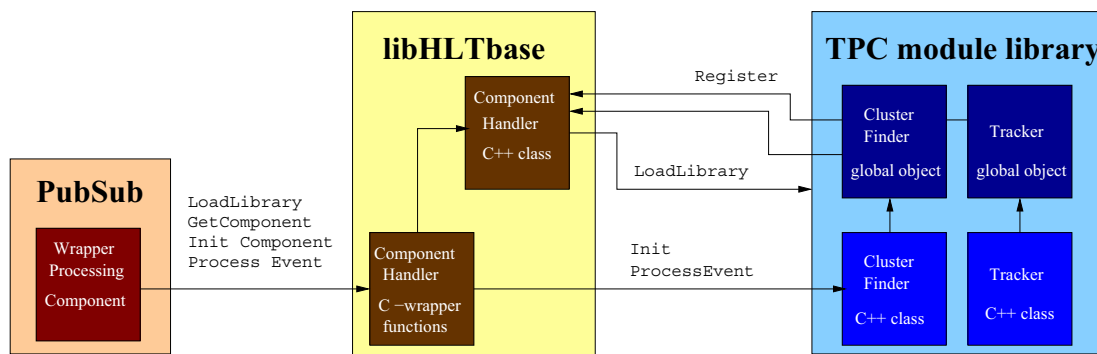 PubSub
Wrapper
Processing
Component
LoadLibrary
GetComponent
Init Component
Process Event
libHLTbase
Component
Handler
C++ class
Component
Handler
C −wrapper
functions
Register
LoadLibrary
Init
ProcessEvent
TPC module library
Cluster
Finder
global object
Tracker
global object
Cluster
Finder
C++ class
Tracker
C++ class